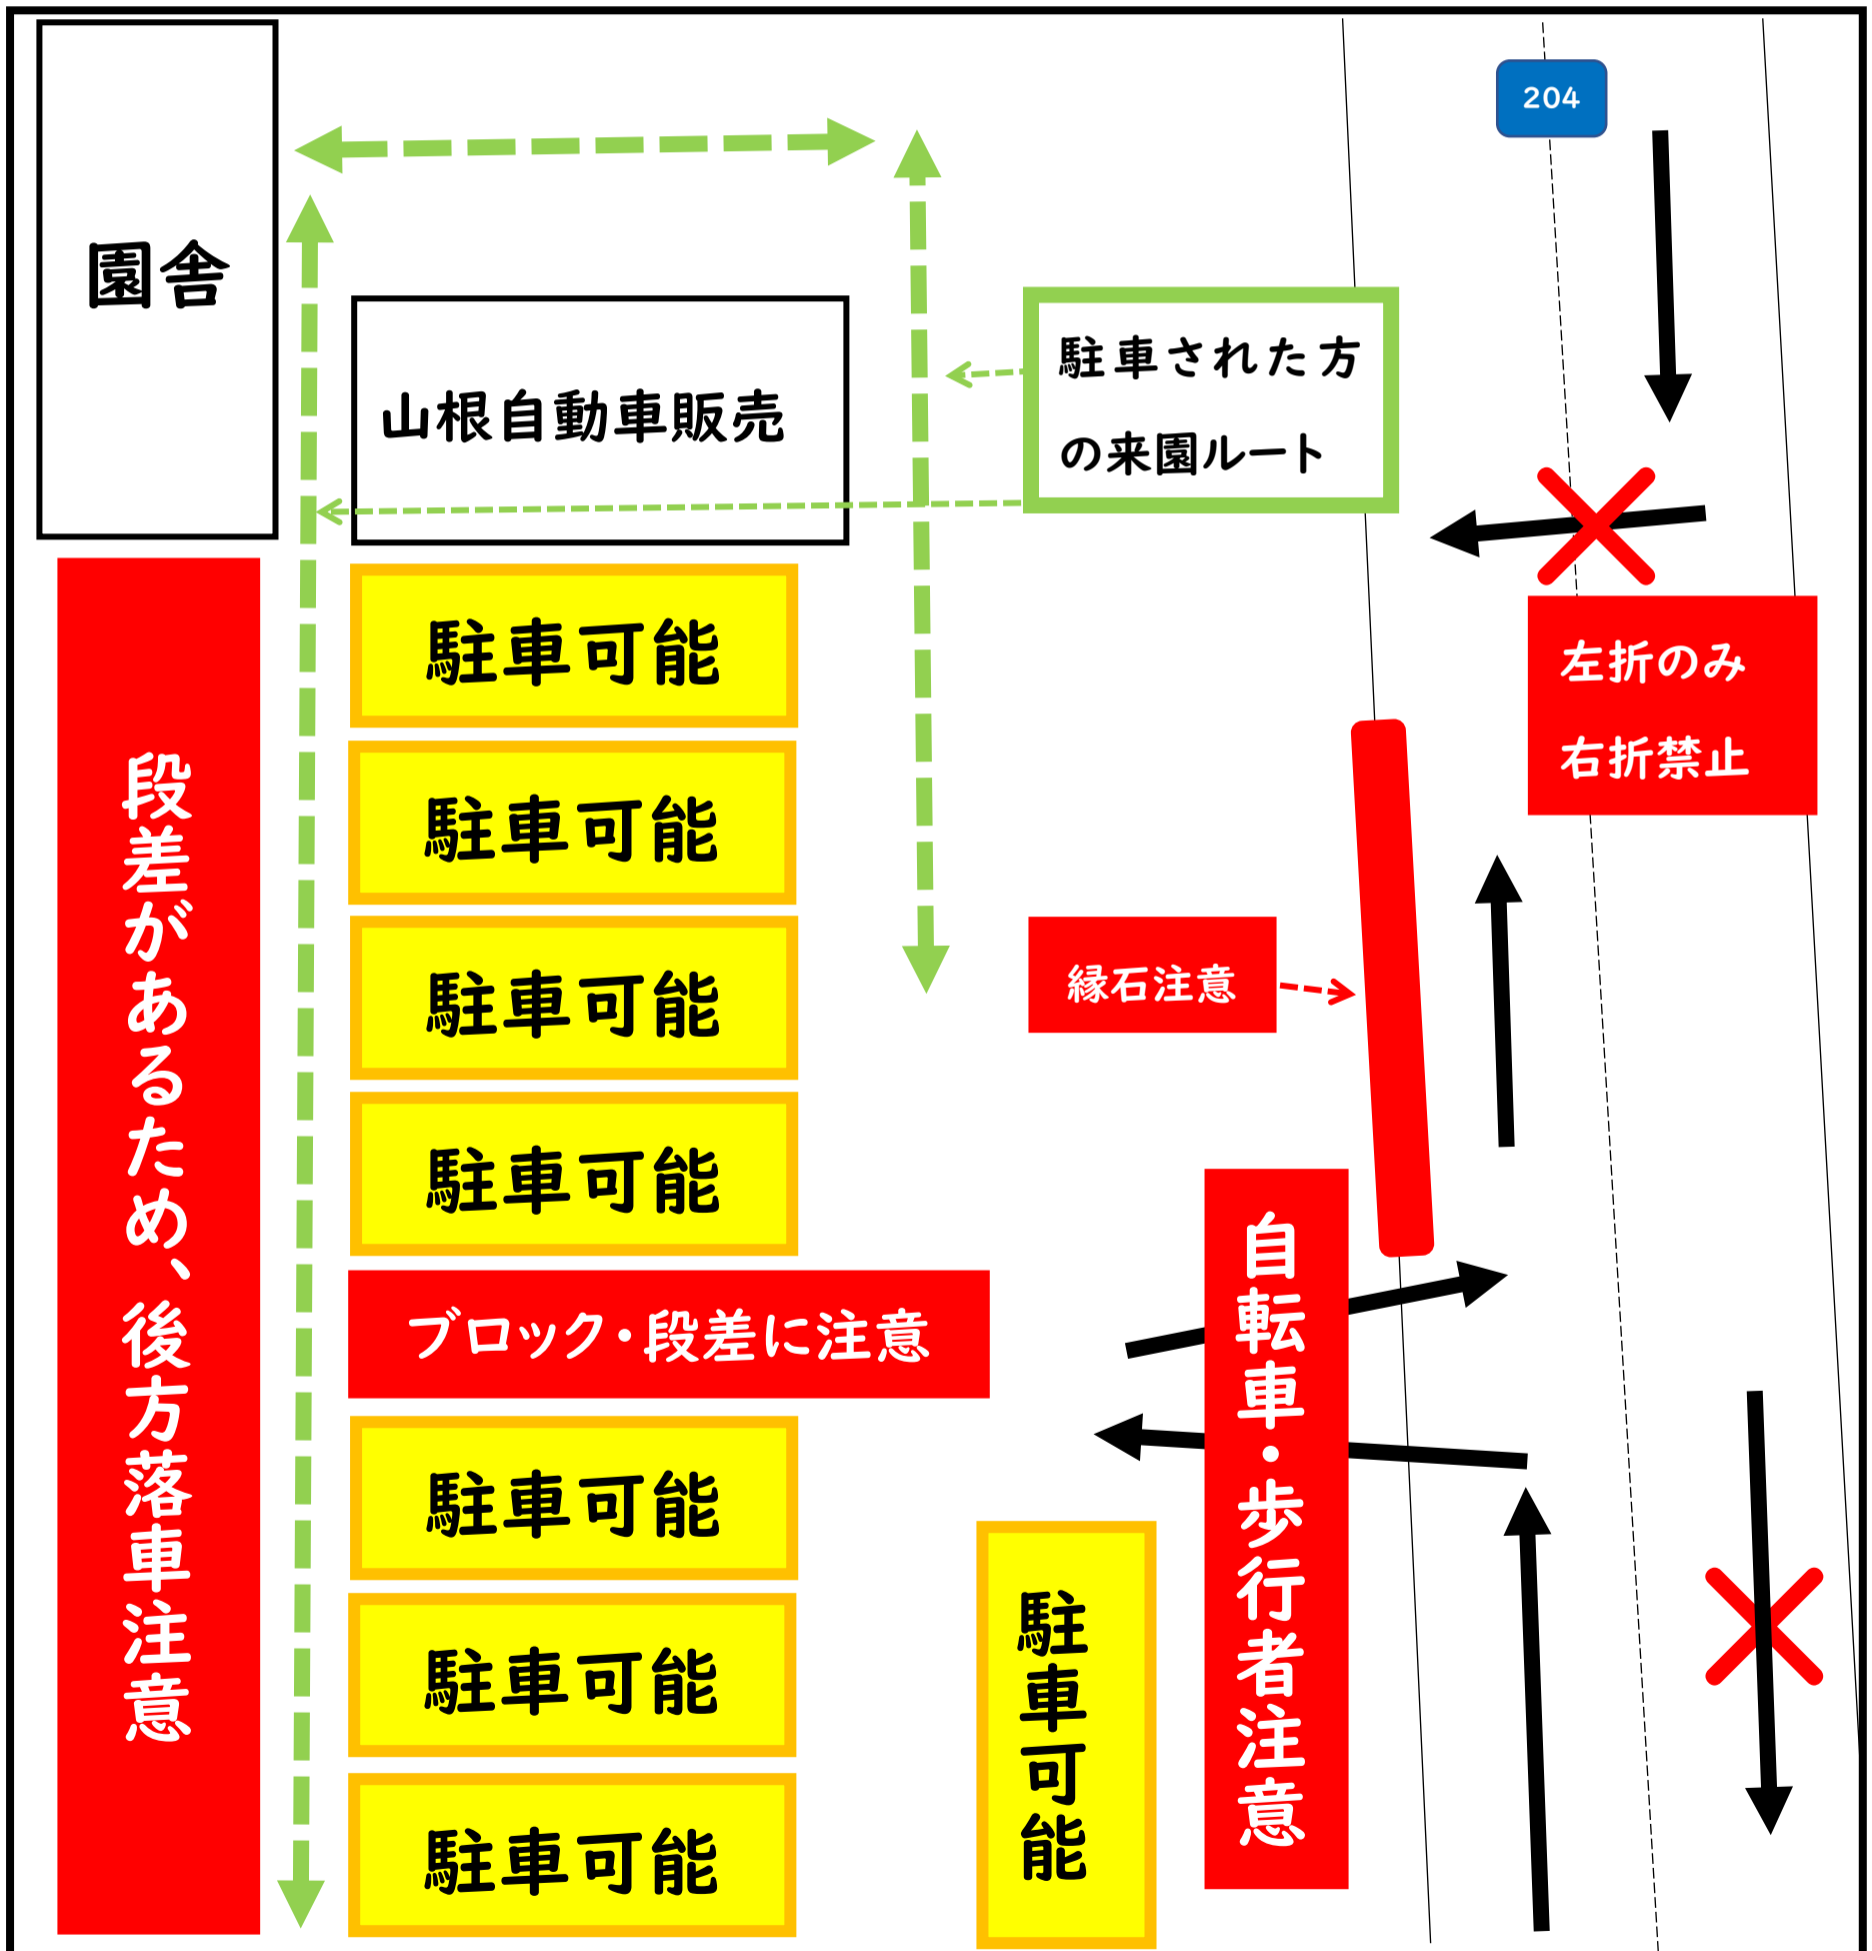 204
園舎
駐車された方
の来園ルート
山根自動車販売
左折のみ
右折禁止
駐車可能
段差があるため、後方落車注意
駐車可能
駐車可能
縁石注意
駐車可能
ブロック・段差に注意
自転車・歩行者注意
駐車可能
駐車可能
駐車可能
駐車可能